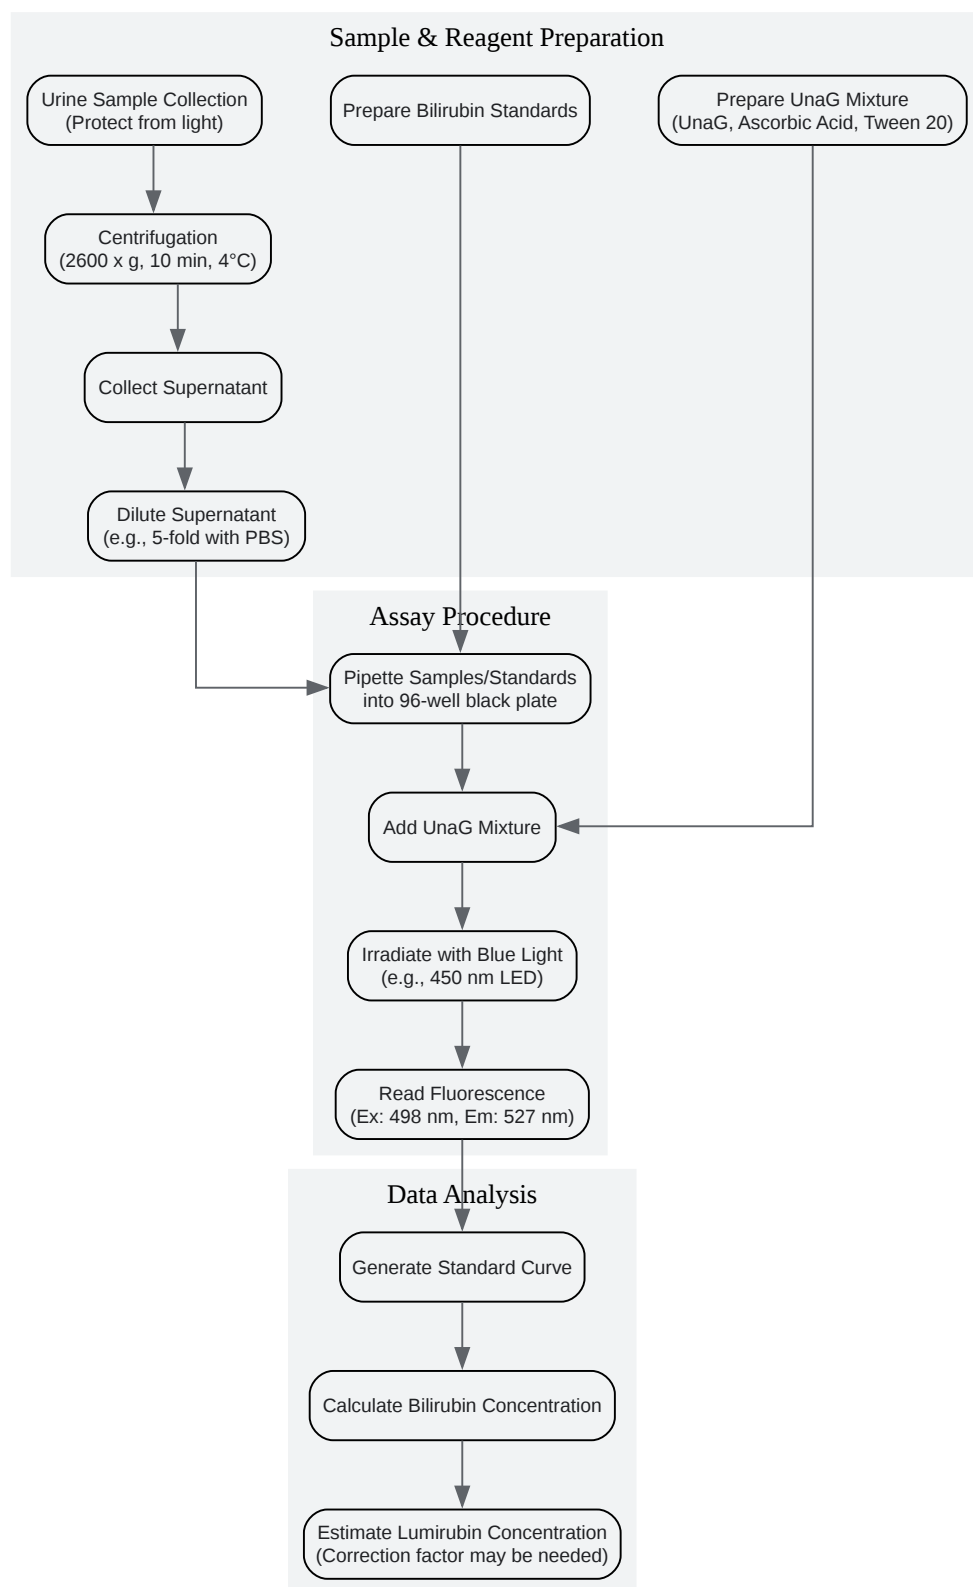 Sample & Reagent Preparation
Urine Sample Collection
(Protect from light)
Prepare Bilirubin Standards
Prepare UnaG Mixture
(UnaG, Ascorbic Acid, Tween 20)
Centrifugation
(2600 x g, 10 min, 4°C)
Collect Supernatant
Dilute Supernatant
(e.g., 5-fold with PBS)
Assay Procedure
Pipette Samples/Standards
into 96-well black plate
Add UnaG Mixture
Irradiate with Blue Light
(e.g., 450 nm LED)
Read Fluorescence
(Ex: 498 nm, Em: 527 nm)
Data Analysis
Generate Standard Curve
Calculate Bilirubin Concentration
Estimate Lumirubin Concentration
(Correction factor may be needed)